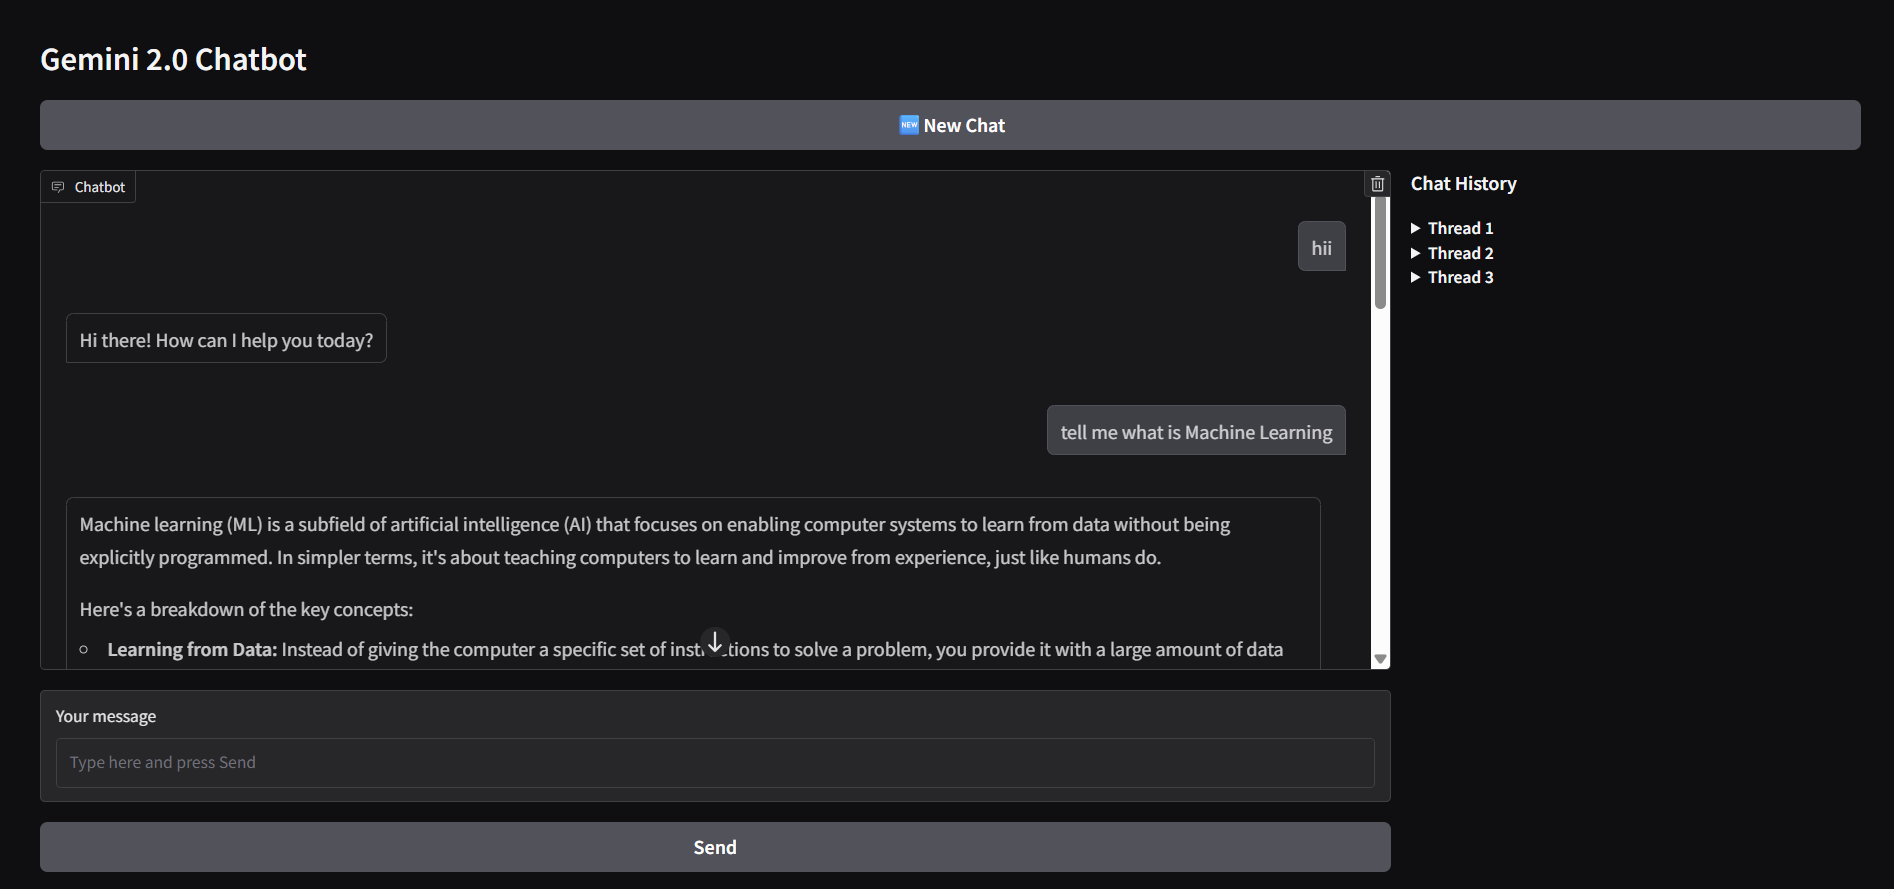 Gemini 2.0 Chatbot
🆕 New Chat
Chatbot
hii
Hi there! How can I help you today?
tell me what is Machine Learning
Machine learning (ML) is a subfield of artificial intelligence (AI) that focuses on enabling computer systems to learn from data without being
explicitly programmed. In simpler terms, it's about teaching computers to learn and improve from experience, just like humans do.
Here's a breakdown of the key concepts:
Learning from Data: Instead of giving the computer a specific set of instructions to solve a problem, you provide it with a large amount of data
Chat History
Thread 1
Thread 2
Thread 3
Your message
Type here and press Send
Send